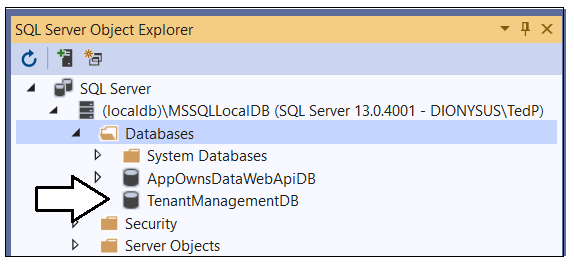 SQL Server Object Explorer
SQL Server
(localdb)\MSSQLLocalDB (SQL Server 13.0.4001 - DIONYSUS\TedP)
Databases
System Databases
AppOwnsDataWebApiDB
TenantManagementDB
Security
Server Objects